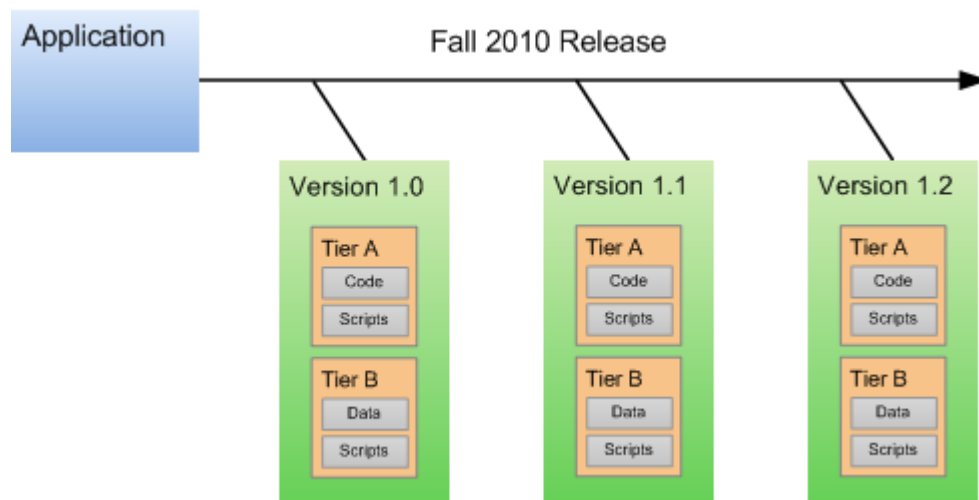 Application
Fall 2010 Release
Version 1.0
Tier A
Code
Scripts
Tier B
Data
Scripts
Version 1.1
Tier A
Code
Scripts
Tier B
Data
Scripts
Version 1.2
Tier A
Code
Scripts
Tier B
Data
Scripts